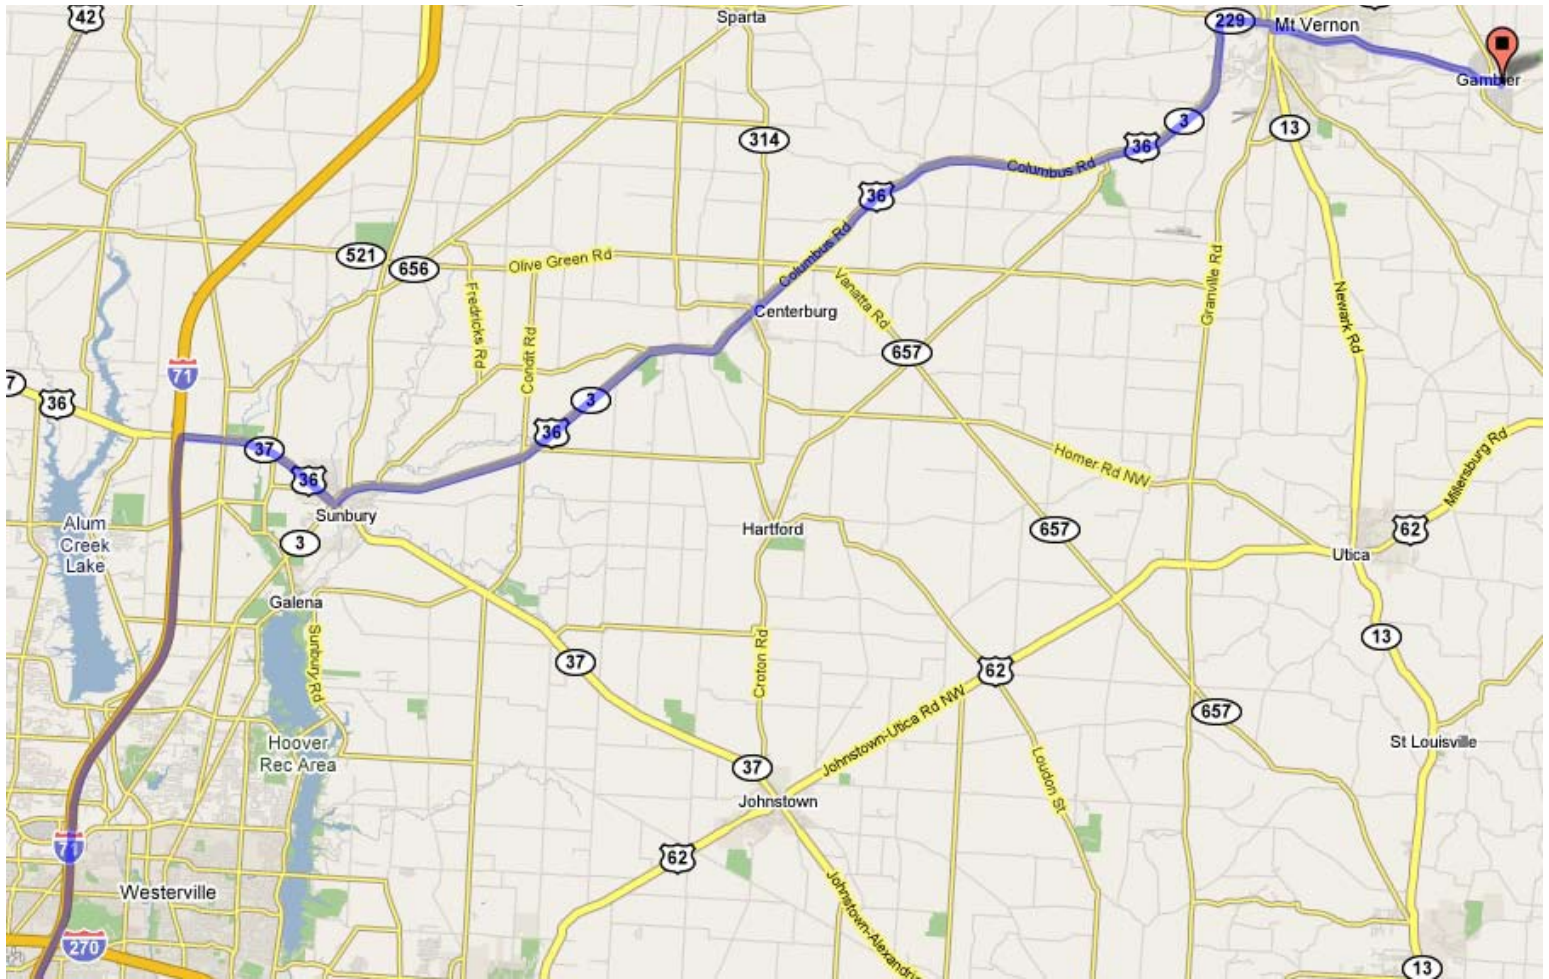 42
Sparta
229
Mt Vernon
Gambier
314
3
13
36
Columbus Rd
36
521
656
Olive Green Rd
Columbus Rd
Vanatta Rd
Granville Rd
Newark Rd
Fredricks Rd
Condit Rd
Centerburg
657
71
7
36
3
36
37
36
Homer Rd NW
Millersburg Rd
Sunbury
Alum
Creek
Lake
3
Hartford
657
62
Utica
Galena
Sunbury Rd
37
Croton Rd
62
13
657
Johnstown-Utica Rd NW
St Louisville
Hoover
Rec Area
37
Loudon St
Johnstown
71
62
Westerville
Johnstown-Alexandria
270
13